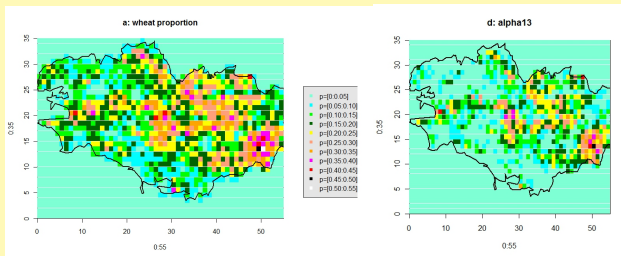 a: wheat proportion
35
30
25
20
15
10
5
0
0:35
0 10 20 30 40 50
0:55
p=[0,0.05]
p=[0.05:0.10]
p=[0.10:0.15]
p=[0.15:0.20]
p=[0.20:0.25]
p=[0.25:0.30]
p=[0.30:0.35]
p=[0.35:0.40]
p=[0.40:0.45]
p=[0.45:0.50]
p=[0.50:0.55]
d: alpha13
35
30
25
20
15
10
5
0
0:35
0 10 20 30 40 50
0:55